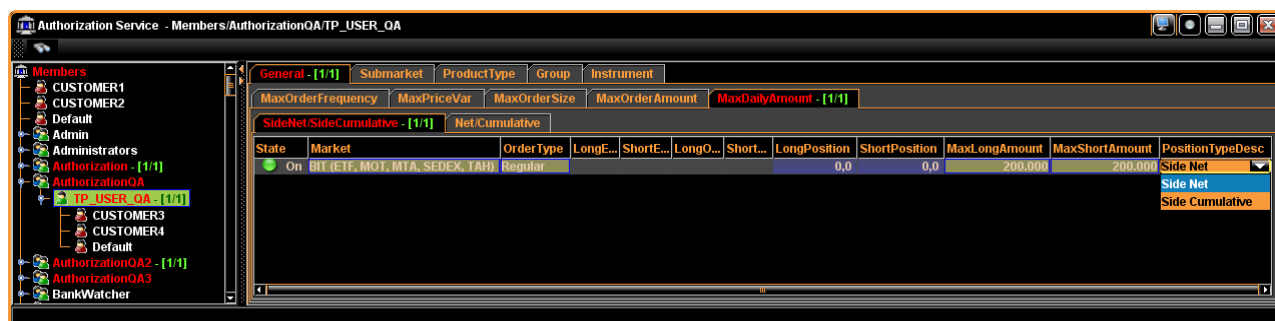 Authorization Service - Members/AuthorizationQA/TP_USER_QA
Members
CUSTOMER1
CUSTOMER2
Default
Admin
Administrators
Authorization - [1/1]
AuthorizationQA
TP_USER_QA - [1/1]
CUSTOMER3
CUSTOMER4
Default
AuthorizationQA2 - [1/1]
AuthorizationQA3
BankWatcher
General - [1/1] Submarket ProductType Group Instrument
MaxOrderFrequency MaxPriceVar MaxOrderSize MaxOrderAmount MaxDailyAmount - [1/1]
SideNet/SideCumulative - [1/1] Net/Cumulative
State Market OrderType LongE... ShortE... LongO... Short... LongPosition ShortPosition MaxLongAmount MaxShortAmount PositionTypeDesc
On BIT (ETF, MOT, MTA, SEDEX, TAH) Regular 0,0 0,0 200.000 200.000 Side Net
Side Net
Side Cumulative